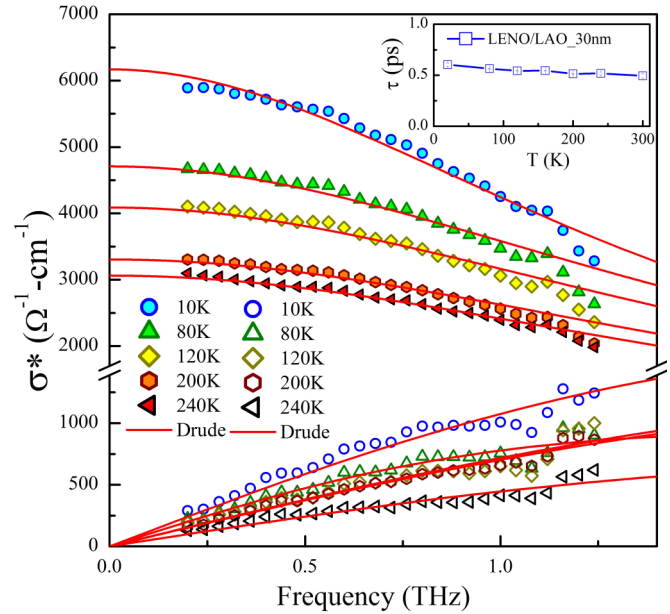 1.0
0.5
0.0
τ (ps)
LENO/LAO_30nm
0 100 200 300
T (K)
6000
5000
4000
3000
2000
1000
500
0
σ* (Ω⁻¹-cm⁻¹)
10K 10K
80K 80K
120K 120K
200K 200K
240K 240K
Drude Drude
0.0 0.5 1.0
Frequency (THz)